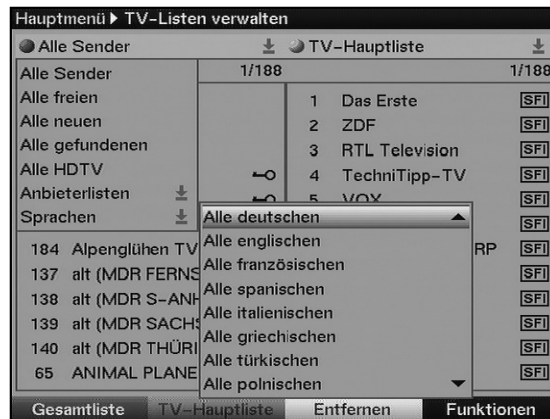 Hauptmenü ▶ TV-Listen verwalten
Alle Sender
TV-Hauptliste
1/188
1/188
Alle Sender
Alle freien
Alle neuen
Alle gefundenen
Alle HDTV
Anbieterlisten
Sprachen
1 Das Erste SFI
2 ZDF SFI
3 RTL Television SFI
4 TechniTipp-TV SFI
5 VOX SFI
SFI
RP SFI
SFI
SFI
SFI
SFI
SFI
184 Alpenglühen TV
137 alt (MDR FERNS
138 alt (MDR S-ANH
139 alt (MDR SACHS
140 alt (MDR THÜRI
65 ANIMAL PLANE
Alle deutschen
Alle englischen
Alle französischen
Alle spanischen
Alle italienischen
Alle griechischen
Alle türkischen
Alle polnischen
Gesamtliste TV-Hauptliste Entfernen Funktionen